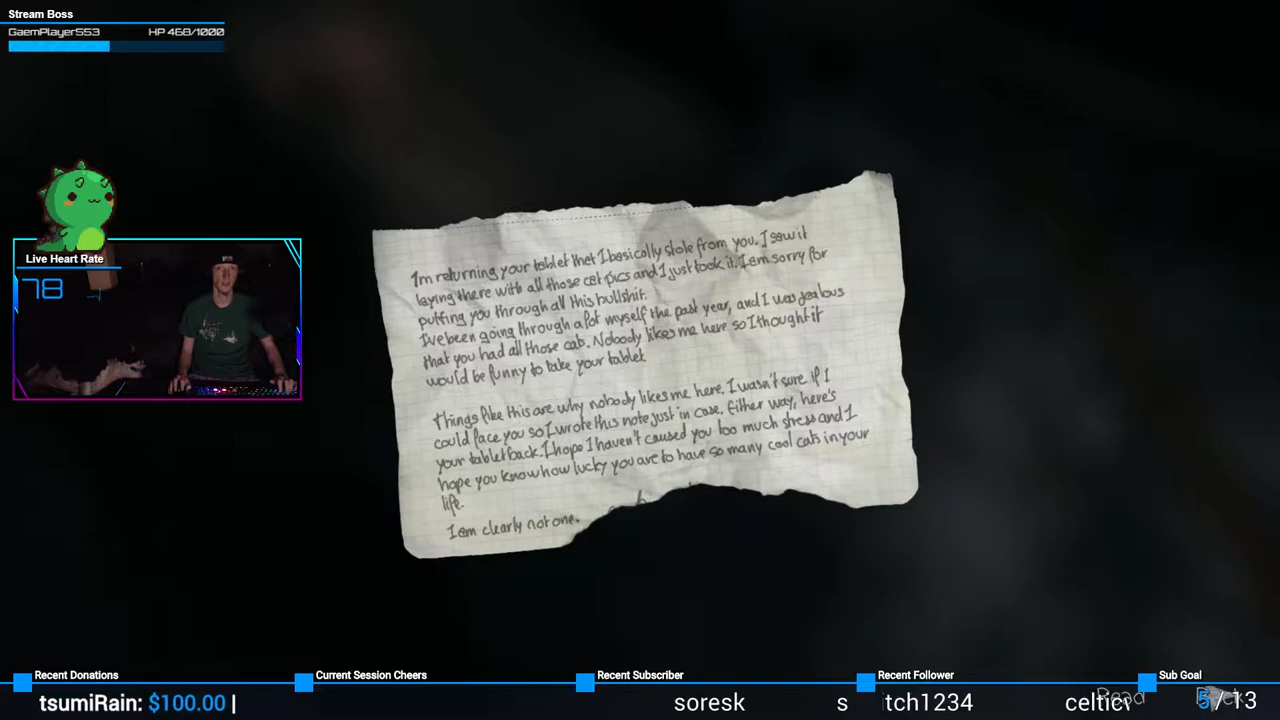 Stream Boss
GaemPlayer553 HP 468/1000
Live Heart Rate
78
I'm returning your tablet that I basically stole from you. I saw it
laying there with all those cat pics and I just took it. I am sorry for
putting you through all this bullshit.
I've been going through a lot myself the past year, and I was jealous
that you had all those cab. Nobody likes me here so I thought it
would be funny to take your tablet.
Things like this are why nobody likes me here. I wasn't sure if I
could face you so I wrote this note just in case. Either way, here's
your tablet back. I hope I haven't caused you too much stress and I
hope you know how lucky you are to have so many cool cats in your
life.
I am clearly not one.
Recent Donations Current Session Cheers Recent Subscriber Recent Follower Sub Goal
tsumiRain: $100.00 | soresk s itch1234 celticv Read Back 5 / 13